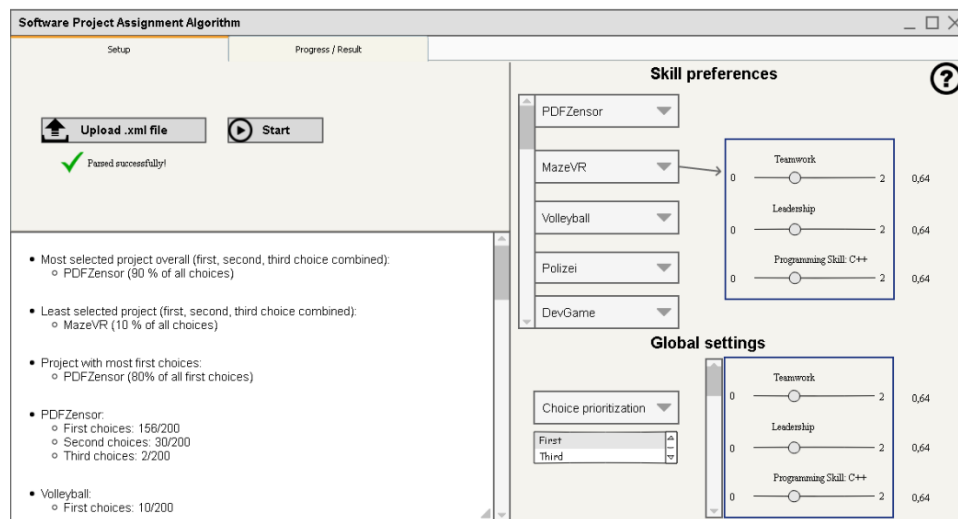 Software Project Assignment Algorithm
Setup
Progress / Result
Upload .xml file
Start
Parsed successfully!
• Most selected project overall (first, second, third choice combined):
o PDFZensor (90 % of all choices)
• Least selected project (first, second, third choice combined):
o MazeVR (10 % of all choices)
• Project with most first choices:
o PDFZensor (80% of all first choices)
• PDFZensor:
o First choices: 156/200
o Second choices: 30/200
o Third choices: 2/200
• Volleyball:
o First choices: 10/200
Skill preferences
?
PDFZensor
MazeVR
Volleyball
Polizei
DevGame
Teamwork
0 2 0,64
Leadership
0 2 0,64
Programming Skill: C++
0 2 0,64
Global settings
Choice prioritization
First
Third
Teamwork
0 2 0,64
Leadership
0 2 0,64
Programming Skill: C++
0 2 0,64